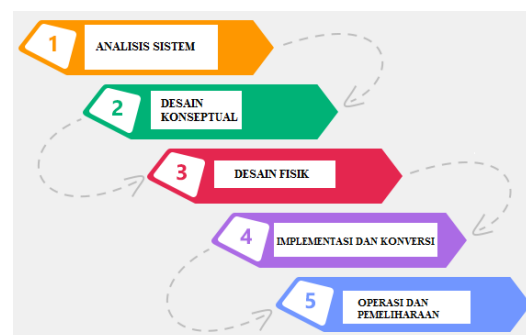 1
ANALISIS SISTEM
2
DESAIN
KONSEPTUAL
3
DESAIN FISIK
4
IMPLEMENTASI DAN KONVERSI
5
OPERASI DAN
PEMELIHARAAN